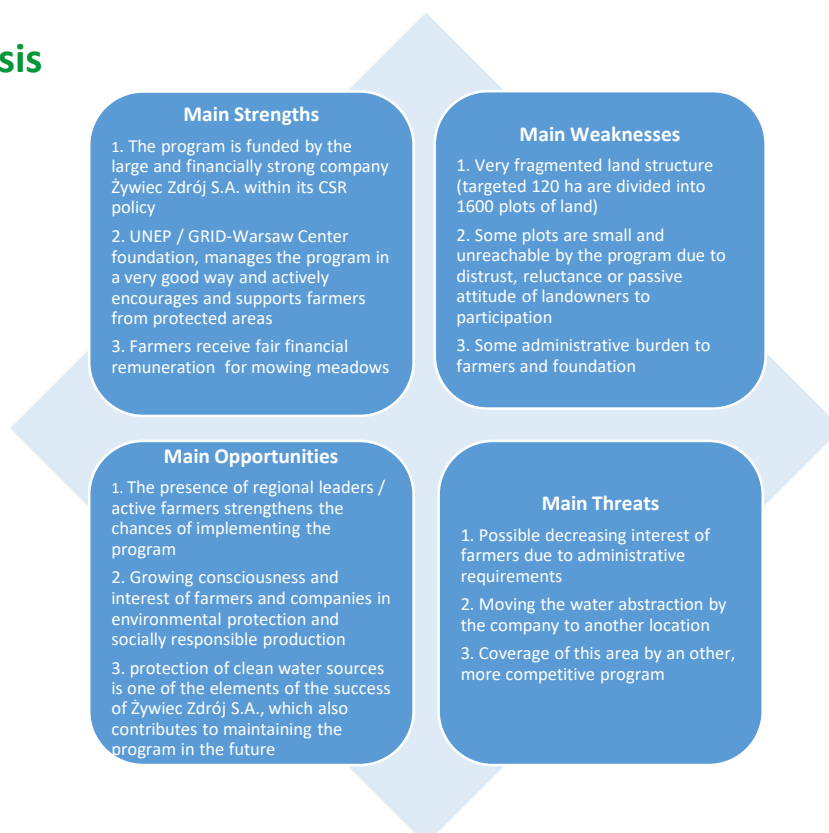 sis
Main Strengths
1. The program is funded by the
large and financially strong company
Żywiec Zdrój S.A. within its CSR
policy
2. UNEP / GRID-Warsaw Center
foundation, manages the program in
a very good way and actively
encourages and supports farmers
from protected areas
3. Farmers receive fair financial
remuneration for mowing meadows
Main Weaknesses
1. Very fragmented land structure
(targeted 120 ha are divided into
1600 plots of land)
2. Some plots are small and
unreachable by the program due to
distrust, reluctance or passive
attitude of landowners to
participation
3. Some administrative burden to
farmers and foundation
Main Opportunities
1. The presence of regional leaders /
active farmers strengthens the
chances of implementing the
program
2. Growing consciousness and
interest of farmers and companies in
environmental protection and
socially responsible production
3. protection of clean water sources
is one of the elements of the success
of Żywiec Zdrój S.A., which also
contributes to maintaining the
program in the future
Main Threats
1. Possible decreasing interest of
farmers due to administrative
requirements
2. Moving the water abstraction by
the company to another location
3. Coverage of this area by an other,
more competitive program